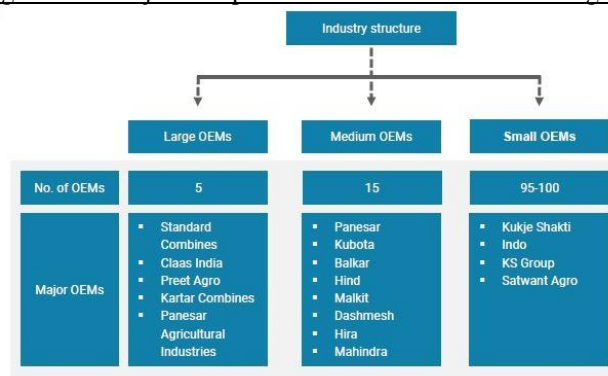 Industry structure
Large OEMs
Medium OEMs
Small OEMs
No. of OEMs
5
15
95-100
Major OEMs
▪ Standard
Combines
▪ Claas India
▪ Preet Agro
▪ Kartar Combines
▪ Panesar
Agricultural
Industries
▪ Panesar
▪ Kubota
▪ Balkar
▪ Hind
▪ Malkit
▪ Dashmesh
▪ Hira
▪ Mahindra
▪ Kukje Shakti
▪ Indo
▪ KS Group
▪ Satwant Agro